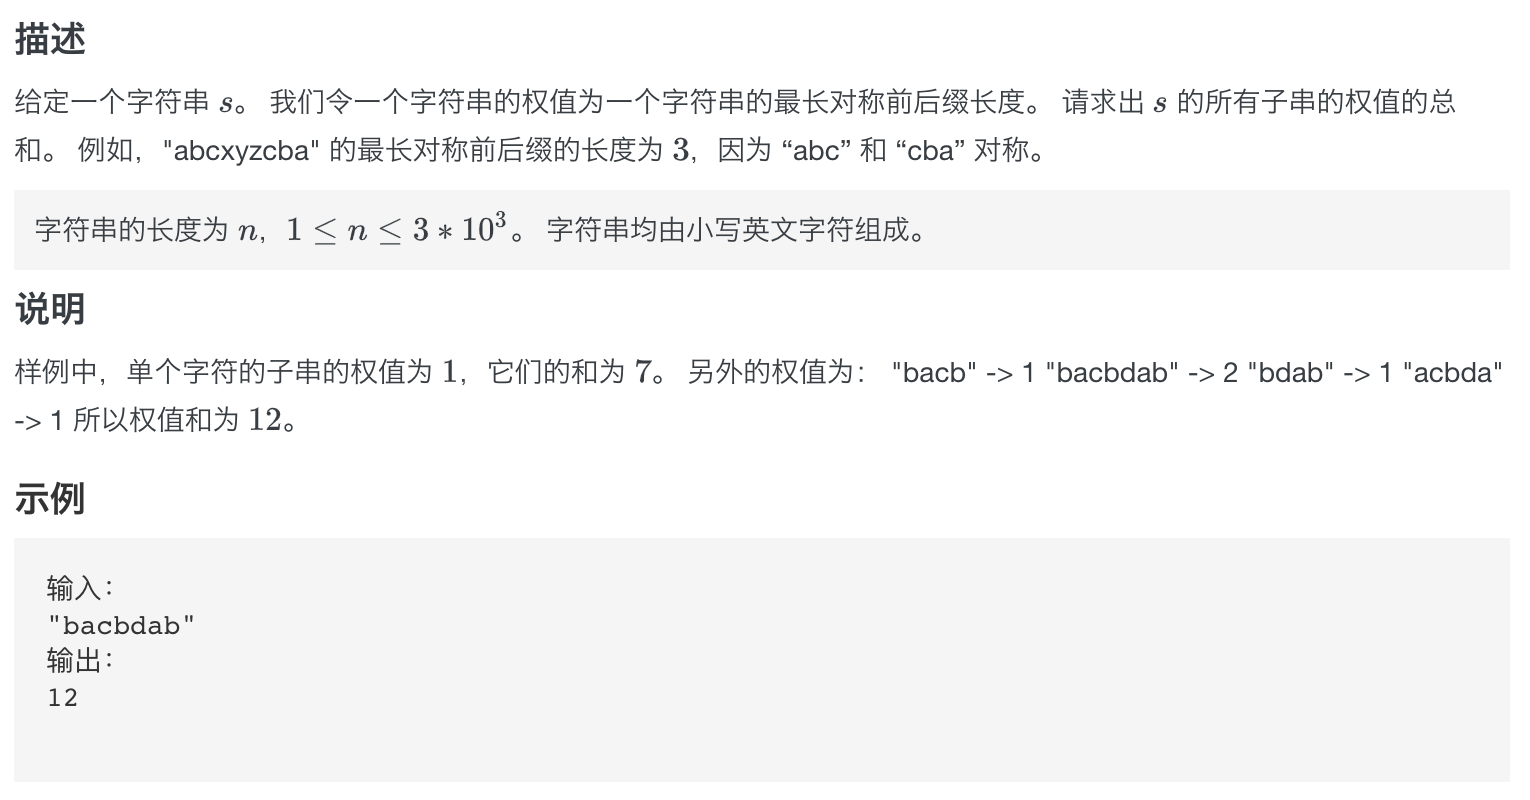 描述
给定一个字符串 s。 我们令一个字符串的权值为一个字符串的最长对称前后缀长度。 请求出 s 的所有子串的权值的总
和。 例如，"abcxyzcba" 的最长对称前后缀的长度为 3，因为 “abc” 和 “cba” 对称。
字符串的长度为 n，1 ≤ n ≤ 3 * 10^3。 字符串均由小写英文字符组成。
说明
样例中，单个字符的子串的权值为 1，它们的和为 7。 另外的权值为： "bacb" -> 1 "bacbdab" -> 2 "bdab" -> 1 "acbda"
-> 1 所以权值和为 12。
示例
输入：
"bacbdab"
输出：
12